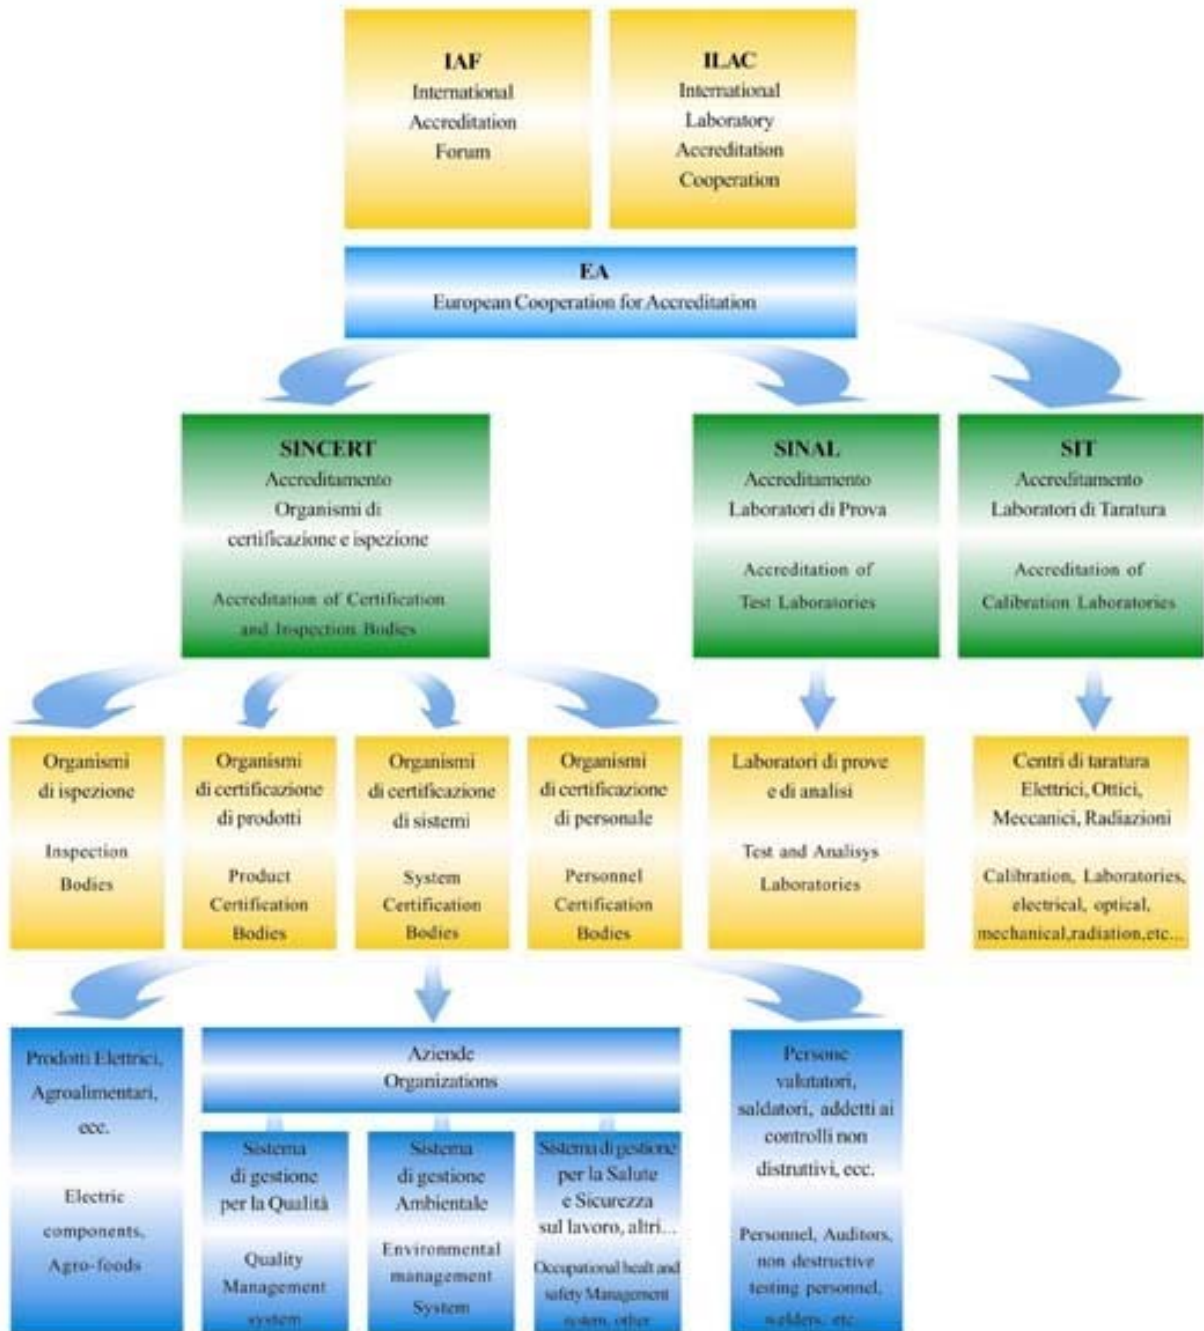 IAF
International
Accreditation
Forum
ILAC
International
Laboratory
Accreditation
Cooperation
EA
European Cooperation for Accreditation
SINCERT
Accreditamento
Organismi di
certificazione e ispezione
Accreditation of Certification
and Inspection Bodies
SINAL
Accreditamento
Laboratori di Prova
Accreditation of
Test Laboratories
SIT
Accreditamento
Laboratori di Taratura
Accreditation of
Calibration Laboratories
Organismi
di ispezione
Inspection
Bodies
Organismi
di certificazione
di prodotti
Product
Certification
Bodies
Organismi
di certificazione
di sistemi
System
Certification
Bodies
Organismi
di certificazione
di personale
Personnel
Certification
Bodies
Laboratori di prove
e di analisi
Test and Analisys
Laboratories
Centri di taratura
Elettrici, Ottici,
Meccanici, Radiazioni
Calibration, Laboratories,
electrical, optical,
mechanical,radiation,etc...
Prodotti Elettrici,
Agroalimentari,
ecc.
Electric
components,
Agro-foods
Aziende
Organizations
Sistema
di gestione
per la Qualità
Quality
Management
system
Sistema
di gestione
Ambientale
Environmental
management
System
Sistema di gestione
per la Salute
e Sicurezza
sul lavoro, altri...
Occupational healt and
safety Management
system, other
Persone
valutatori,
saldatori, addetti ai
controlli non
distruttivi, ecc.
Personnel, Auditors,
non destructive
testing personnel,
welders, etc.